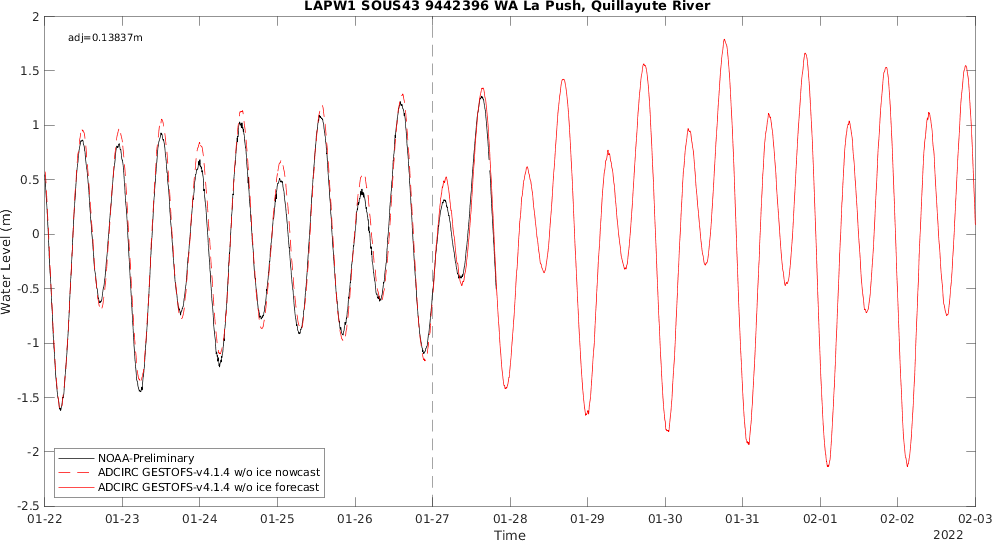 LAPW1 SOUS43 9442396 WA La Push, Quillayute River
adj=0.13837m
2
1.5
1
0.5
0
-0.5
-1
-1.5
-2
-2.5
Water Level (m)
NOAA-Preliminary
ADCIRC GESTOFS-v4.1.4 w/o ice nowcast
ADCIRC GESTOFS-v4.1.4 w/o ice forecast
01-22 01-23 01-24 01-25 01-26 01-27 01-28 01-29 01-30 01-31 02-01 02-02 02-03
Time
2022